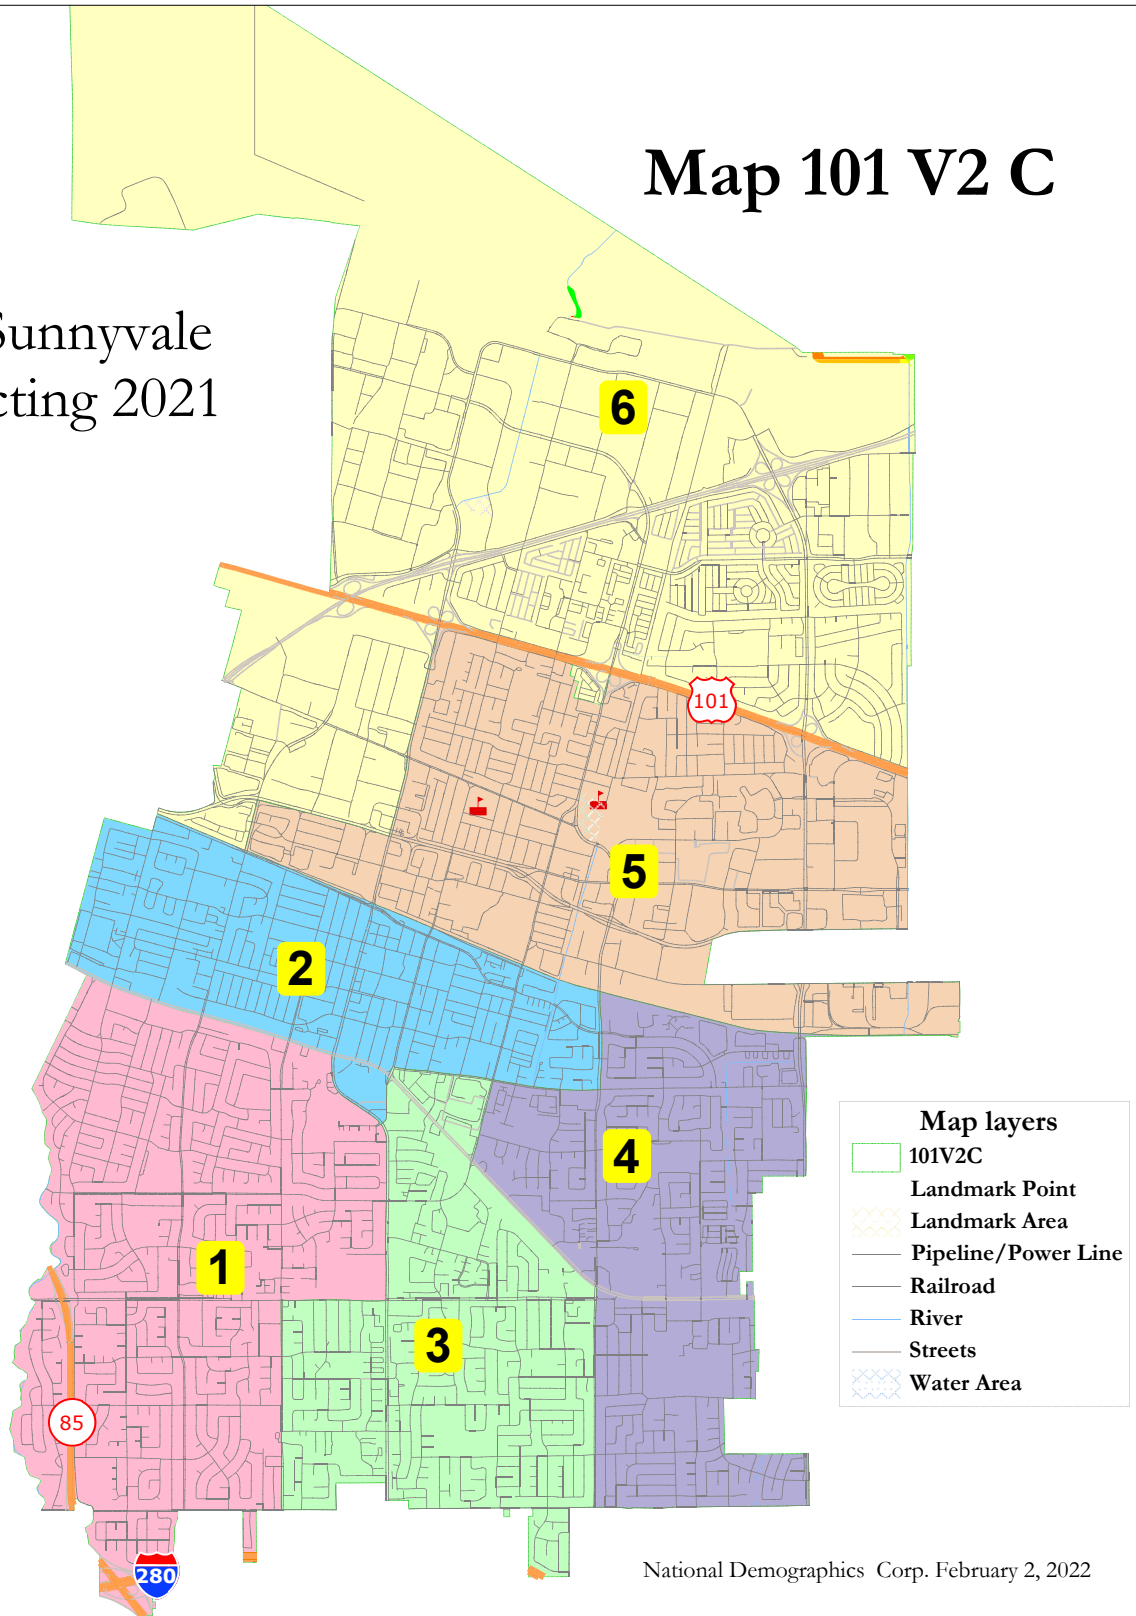 Map 101 V2 C
Sunnyvale
cting 2021
6
101
5
2
4
1
3
85
280
Map layers
101V2C
Landmark Point
Landmark Area
Pipeline/Power Line
Railroad
River
Streets
Water Area
National Demographics Corp. February 2, 2022